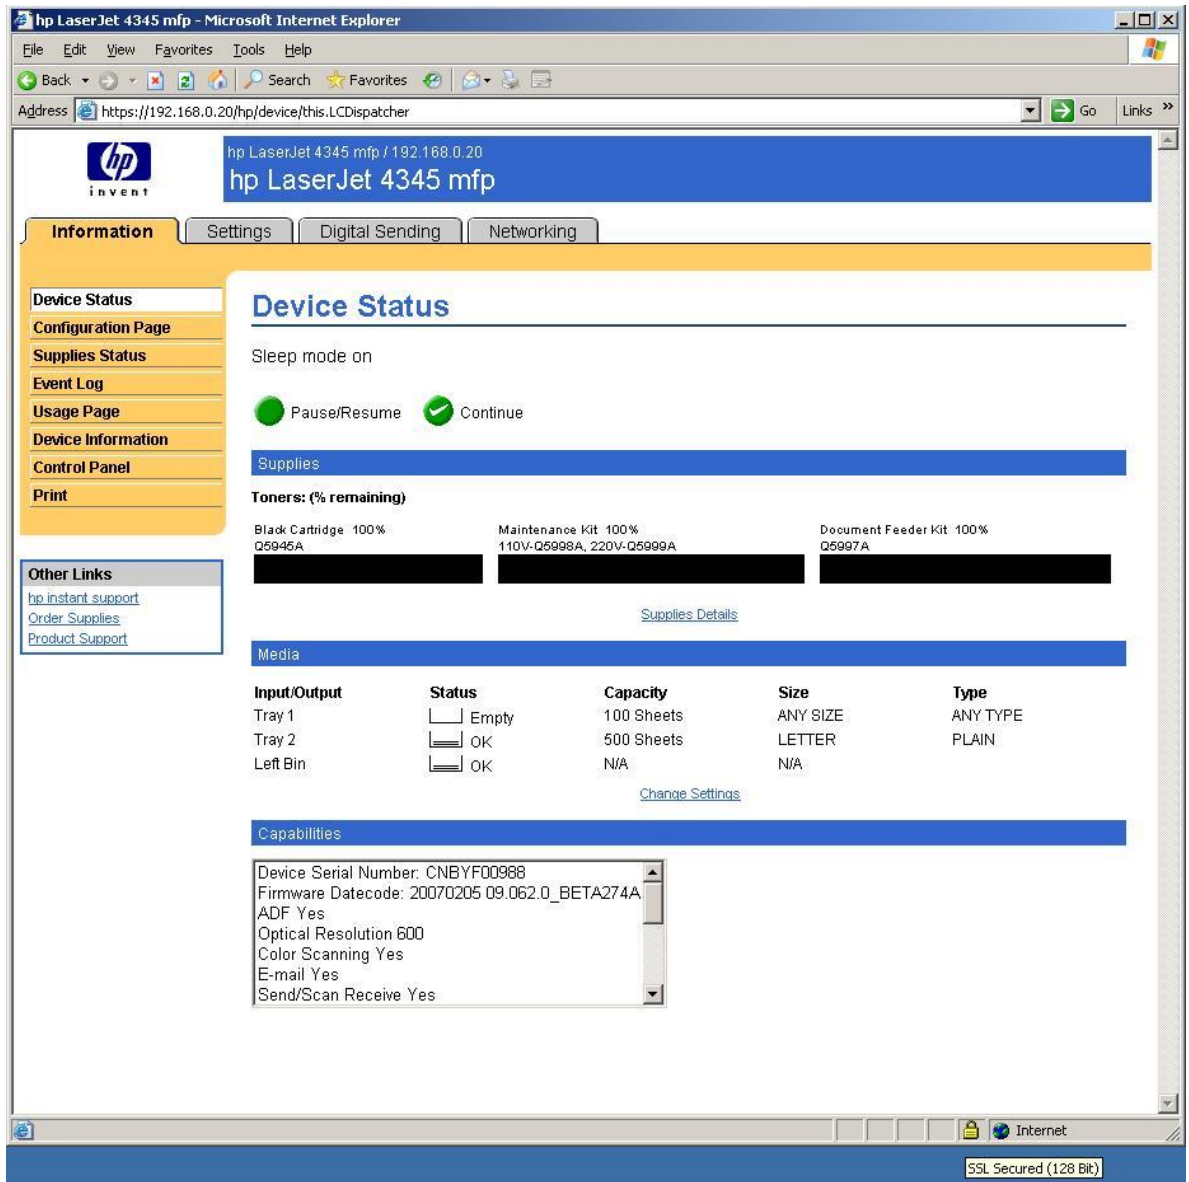 hp LaserJet 4345 mfp - Microsoft Internet Explorer
File Edit View Favorites Tools Help
Back Search Favorites
Address https://192.168.0.20/hp/device/this.LCDispatcher Go Links »
hp
invent
hp LaserJet 4345 mfp / 192.168.0.20
hp LaserJet 4345 mfp
Information Settings Digital Sending Networking
Device Status
Configuration Page
Supplies Status
Event Log
Usage Page
Device Information
Control Panel
Print
Other Links
hp instant support
Order Supplies
Product Support
Device Status
Sleep mode on
Pause/Resume Continue
Supplies
Toners: (% remaining)
Black Cartridge 100% Maintenance Kit 100% Document Feeder Kit 100%
Q5945A 110V-Q5998A, 220V-Q5999A Q5997A
Supplies Details
Media
Input/Output Status Capacity Size Type
Tray 1 Empty 100 Sheets ANY SIZE ANY TYPE
Tray 2 OK 500 Sheets LETTER PLAIN
Left Bin OK N/A N/A
Change Settings
Capabilities
Device Serial Number: CNBYF00988
Firmware Datecode: 20070205 09.062.0_BETA274A
ADF Yes
Optical Resolution 600
Color Scanning Yes
E-mail Yes
Send/Scan Receive Yes
Internet
SSL Secured (128 Bit)